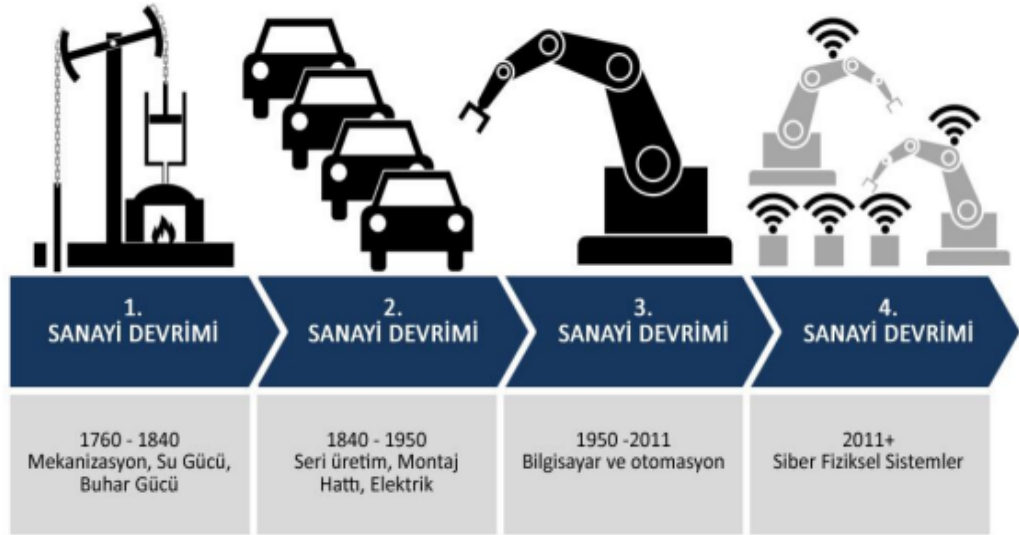 1.
SANAYİ DEVRİMİ
2.
SANAYİ DEVRİMİ
3.
SANAYİ DEVRİMİ
4.
SANAYİ DEVRİMİ
1760 - 1840
Mekanizasyon, Su Gücü,
Buhar Gücü
1840 - 1950
Seri üretim, Montaj
Hattı, Elektrik
1950 -2011
Bilgisayar ve otomasyon
2011+
Siber Fiziksel Sistemler